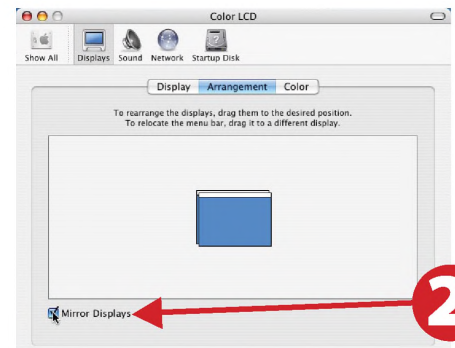 Color LCD
Show All Displays Sound Network Startup Disk
Display Arrangement Color
To rearrange the displays, drag them to the desired position.
To relocate the menu bar, drag it to a different display.
Mirror Displays
2